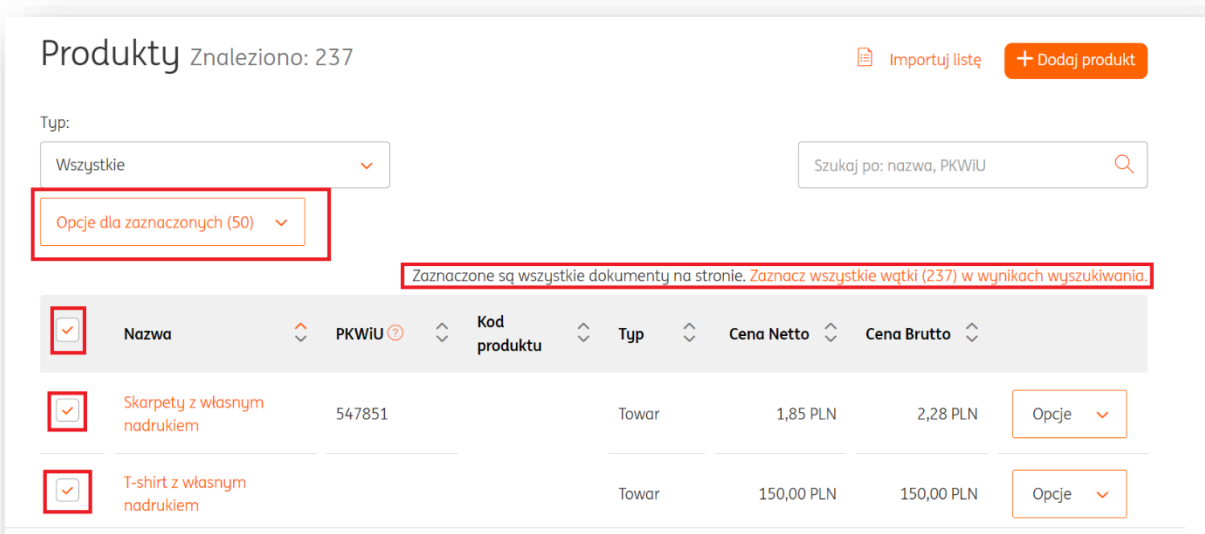 Produkty Znaleziono: 237
Importuj listę
+ Dodaj produkt
Typ:
Wszystkie
Szukaj po: nazwa, PKWiU
Opcje dla zaznaczonych (50)
Zaznaczone są wszystkie dokumenty na stronie. Zaznacz wszystkie wątki (237) w wynikach wyszukiwania.
Nazwa PKWiU ? Kod produktu Typ Cena Netto Cena Brutto
Skarpety z własnym
nadrukiem
547851 Towar 1,85 PLN 2,28 PLN Opcje
T-shirt z własnym
nadrukiem
Towar 150,00 PLN 150,00 PLN Opcje